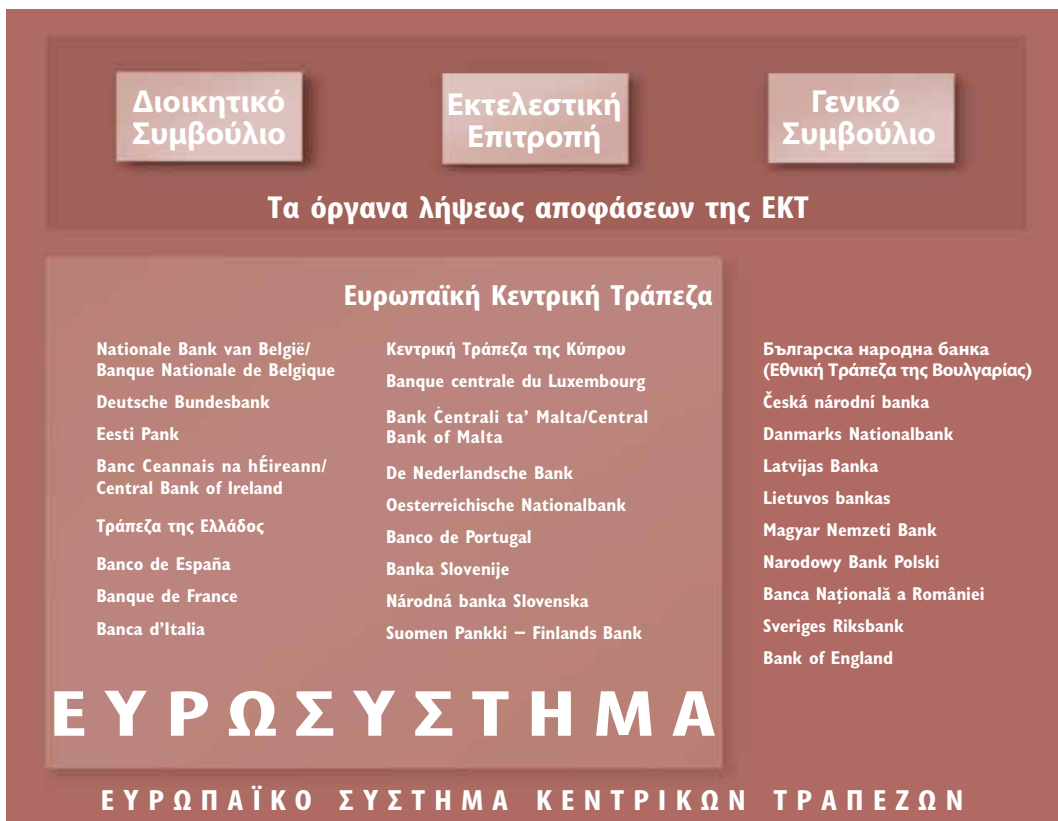 Διοικητικό
Συμβούλιο
Εκτελεστική
Επιτροπή
Γενικό
Συμβούλιο
Τα όργανα λήψεως αποφάσεων της ΕΚΤ
Ευρωπαϊκή Κεντρική Τράπεζα
Nationale Bank van België/
Banque Nationale de Belgique
Deutsche Bundesbank
Eesti Pank
Banc Ceannais na hÉireann/
Central Bank of Ireland
Τράπεζα της Ελλάδος
Banco de España
Banque de France
Banca d’Italia
Κεντρική Τράπεζα της Κύπρου
Banque centrale du Luxembourg
Bank Ċentrali ta’ Malta/Central
Bank of Malta
De Nederlandsche Bank
Oesterreichische Nationalbank
Banco de Portugal
Banka Slovenije
Národná banka Slovenska
Suomen Pankki – Finlands Bank
Българска народна банка
(Εθνική Τράπεζα της Βουλγαρίας)
Česká národní banka
Danmarks Nationalbank
Latvijas Banka
Lietuvos bankas
Magyar Nemzeti Bank
Narodowy Bank Polski
Banca Națională a României
Sveriges Riksbank
Bank of England
ΕΥΡΩΣΥΣΤΗΜΑ
ΕΥΡΩΠΑΪΚΟ ΣΥΣΤΗΜΑ ΚΕΝΤΡΙΚΩΝ ΤΡΑΠΕΖΩΝ